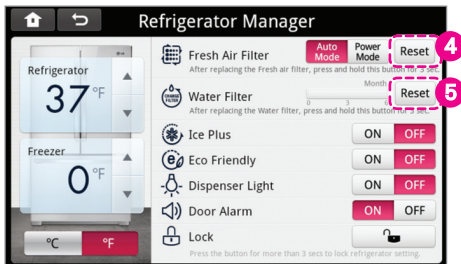 Refrigerator Manager
Refrigerator
37°F
Freezer
0°F
°C °F
Fresh Air Filter Auto Mode Power Mode Reset 4
After replacing the Fresh air filter, press and hold this button for 3 sec.
CHANGE FILTER Water Filter Month Reset 5
0 3
After replacing the Water filter, press and hold this button for 3 sec.
Ice Plus ON OFF
Eco Friendly ON OFF
Dispenser Light ON OFF
Door Alarm ON OFF
Lock
Press the button for more than 3 secs to lock refrigerator setting.